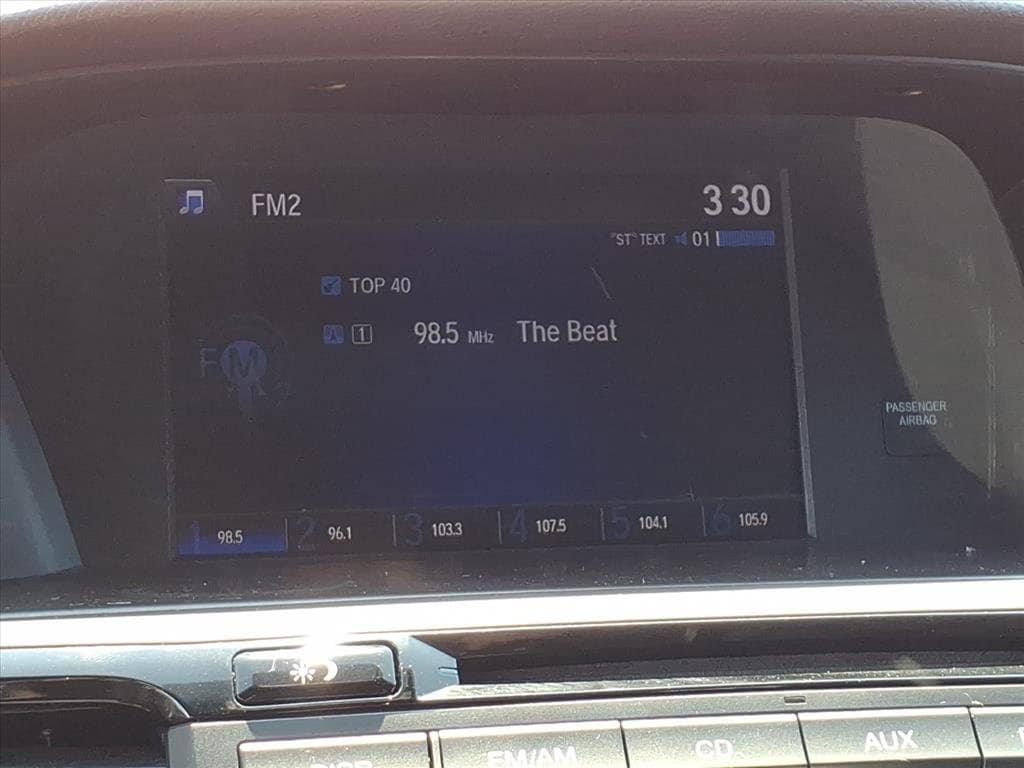 FM2
3 30
"ST" TEXT 01
TOP 40
1 98.5 MHz The Beat
FM
PASSENGER
AIRBAG
1 98.5 2 96.1 3 103.3 4 107.5 5 104.1 6 105.9
DISP FM/AM CD AUX